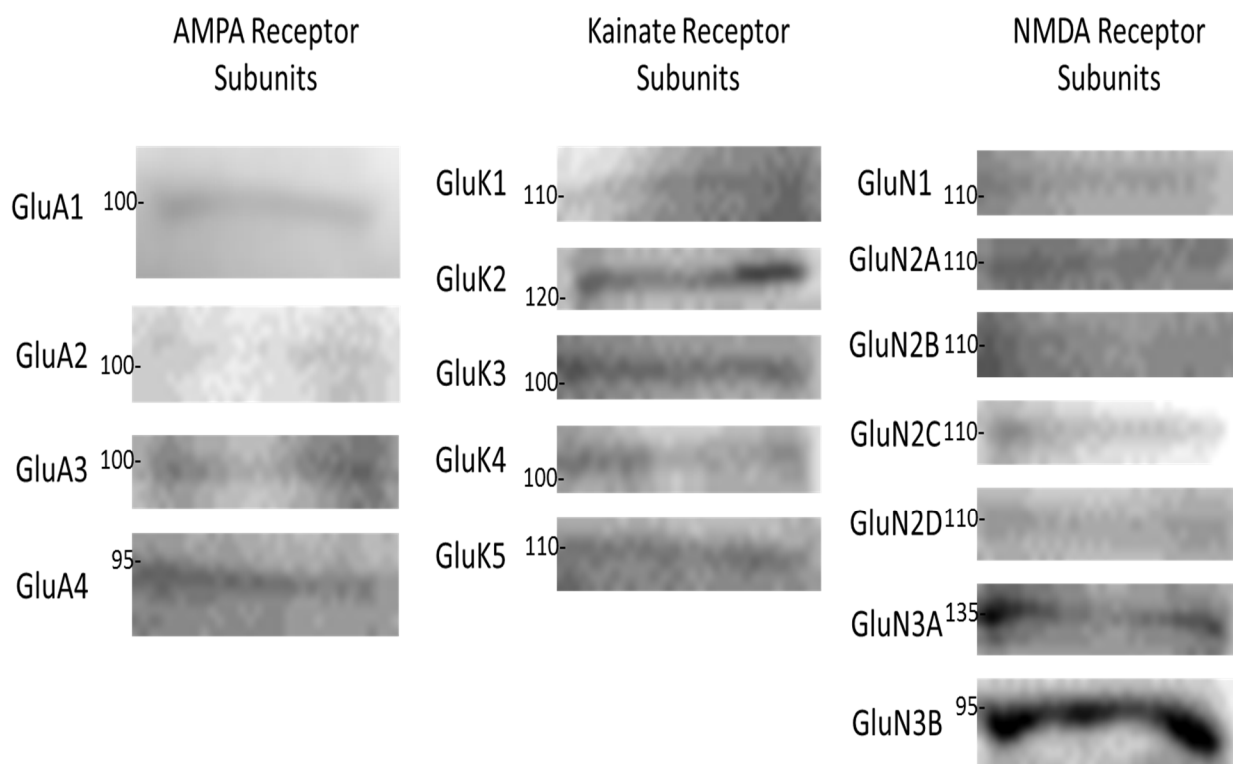 AMPA Receptor
Subunits
GluA1 100-
GluA2 100-
GluA3 100-
GluA4 95-
Kainate Receptor
Subunits
GluK1 110-
GluK2 120-
GluK3 100-
GluK4 100-
GluK5 110-
NMDA Receptor
Subunits
GluN1 110-
GluN2A 110-
GluN2B 110-
GluN2C 110-
GluN2D 110-
GluN3A 135-
GluN3B 95-